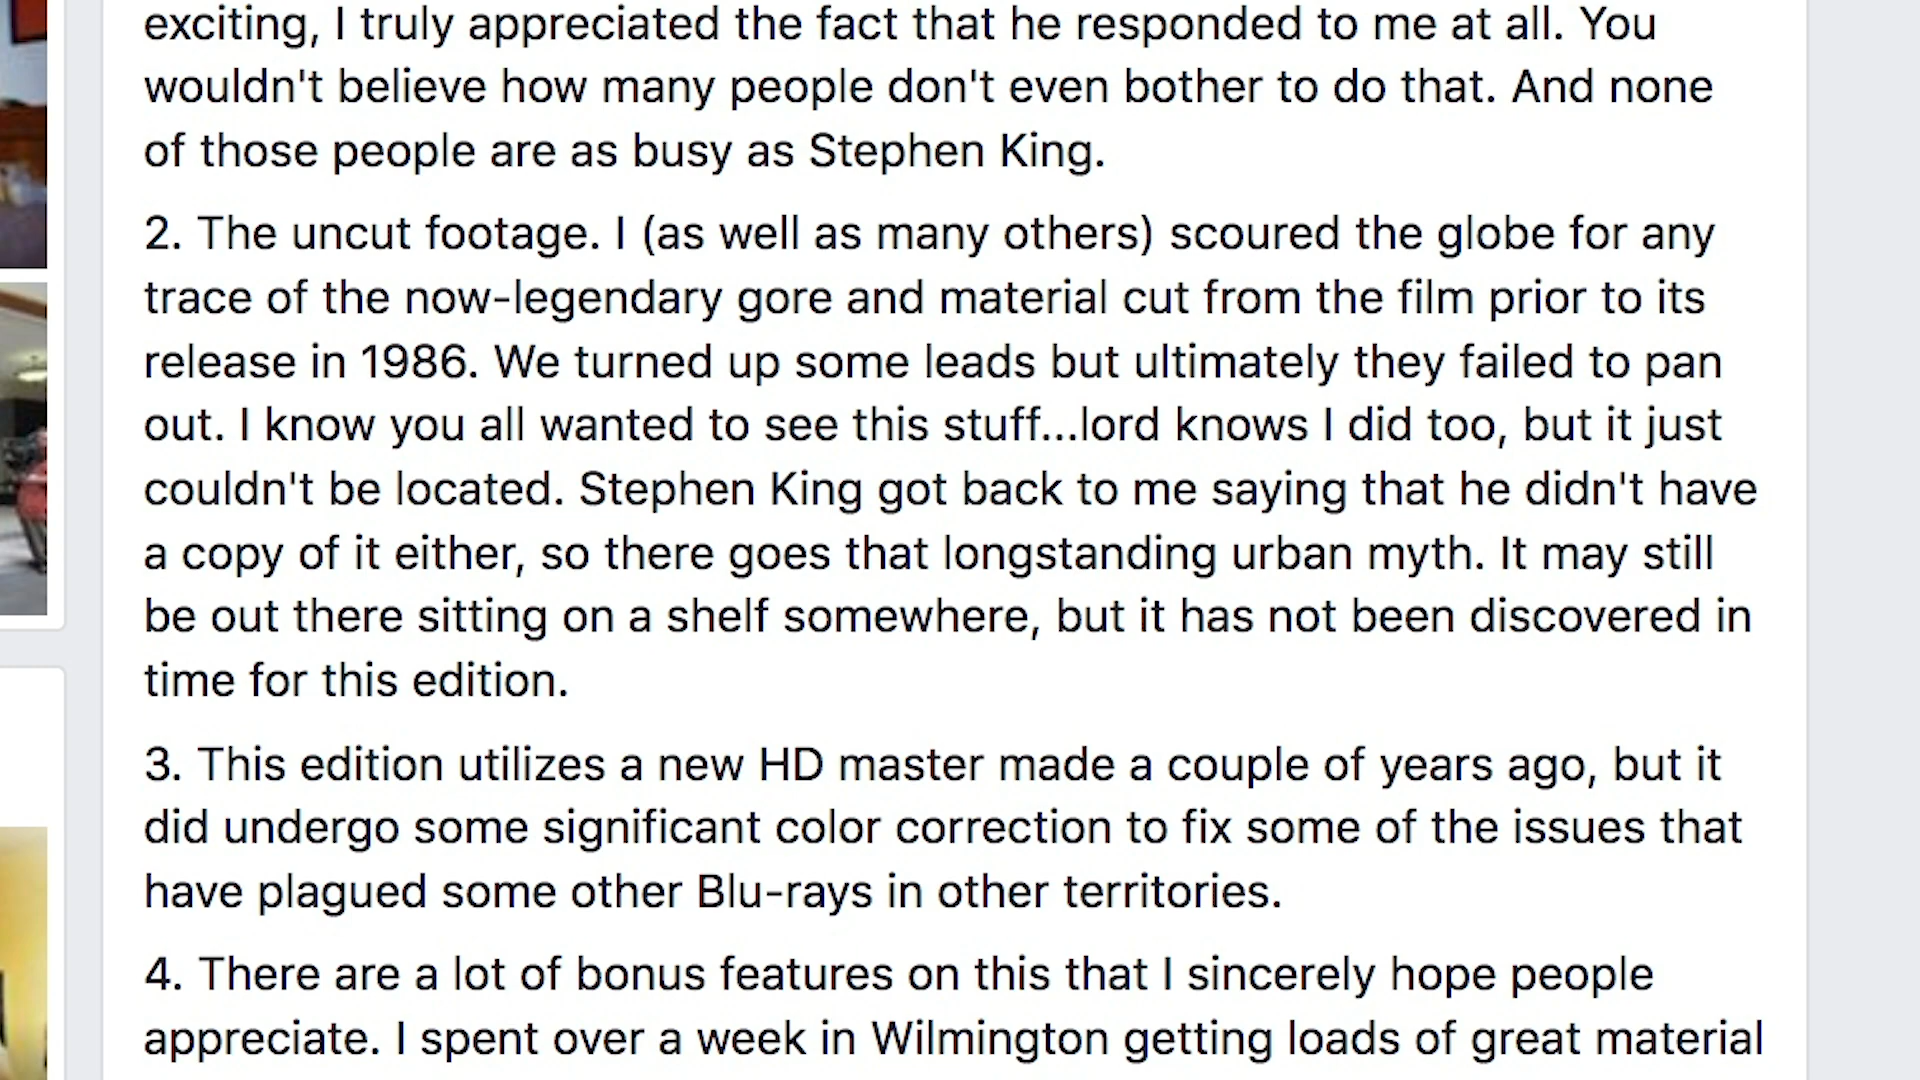 exciting, I truly appreciated the fact that he responded to me at all. You
wouldn't believe how many people don't even bother to do that. And none
of those people are as busy as Stephen King.
2. The uncut footage. I (as well as many others) scoured the globe for any
trace of the now-legendary gore and material cut from the film prior to its
release in 1986. We turned up some leads but ultimately they failed to pan
out. I know you all wanted to see this stuff...lord knows I did too, but it just
couldn't be located. Stephen King got back to me saying that he didn't have
a copy of it either, so there goes that longstanding urban myth. It may still
be out there sitting on a shelf somewhere, but it has not been discovered in
time for this edition.
3. This edition utilizes a new HD master made a couple of years ago, but it
did undergo some significant color correction to fix some of the issues that
have plagued some other Blu-rays in other territories.
4. There are a lot of bonus features on this that I sincerely hope people
appreciate. I spent over a week in Wilmington getting loads of great material